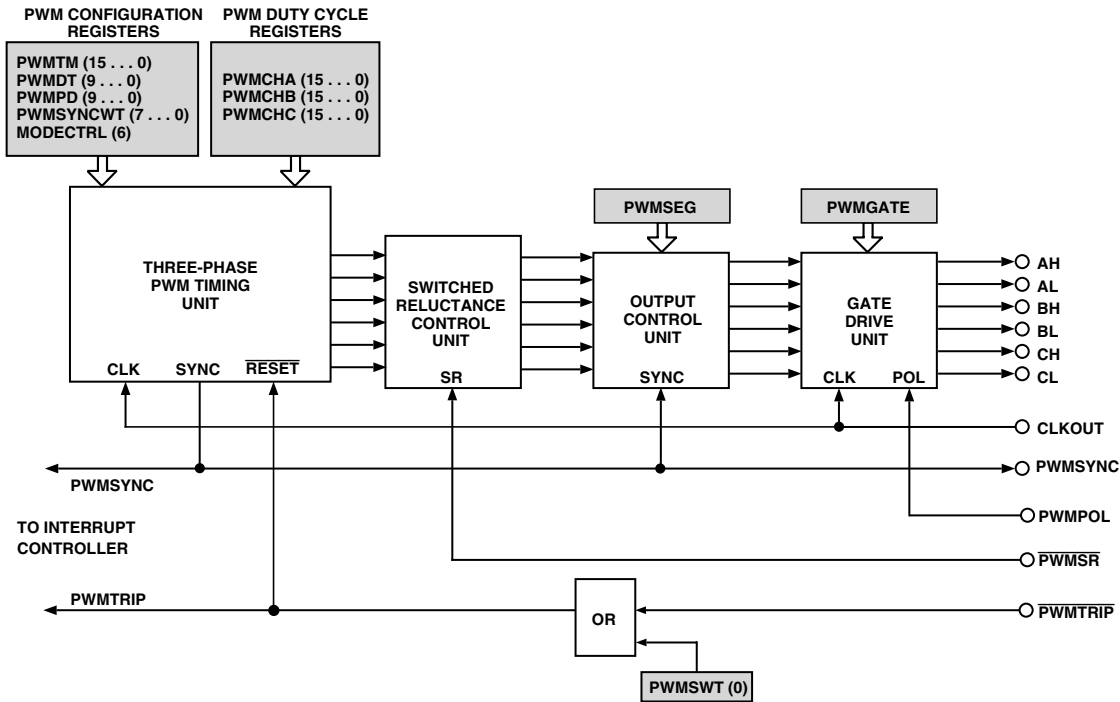 PWM CONFIGURATION
REGISTERS
PWM DUTY CYCLE
REGISTERS
PWMTM (15 . . . 0)
PWMDT (9 . . . 0)
PWMPD (9 . . . 0)
PWMSYNCWT (7 . . . 0)
MODECTRL (6)
PWMCHA (15 . . . 0)
PWMCHB (15 . . . 0)
PWMCHC (15 . . . 0)
PWMSEG
PWMGATE
THREE-PHASE
PWM TIMING
UNIT
CLK
SYNC
RESET
SWITCHED
RELUCTANCE
CONTROL
UNIT
SR
OUTPUT
CONTROL
UNIT
SYNC
GATE
DRIVE
UNIT
CLK
POL
AH
AL
BH
BL
CH
CL
CLKOUT
PWMSYNC
PWMSYNC
PWMPOL
TO INTERRUPT
CONTROLLER
PWMSR
PWMTRIP
OR
PWMTRIP
PWMSWT (0)